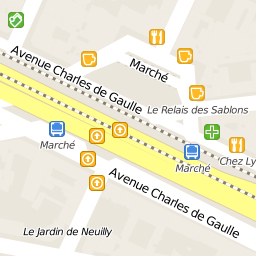 Avenue Charles de Gaulle
Marché
Le Relais des Sablons
Marché
Chez Ly
Marché
Avenue Charles de Gaulle
Le Jardin de Neuilly